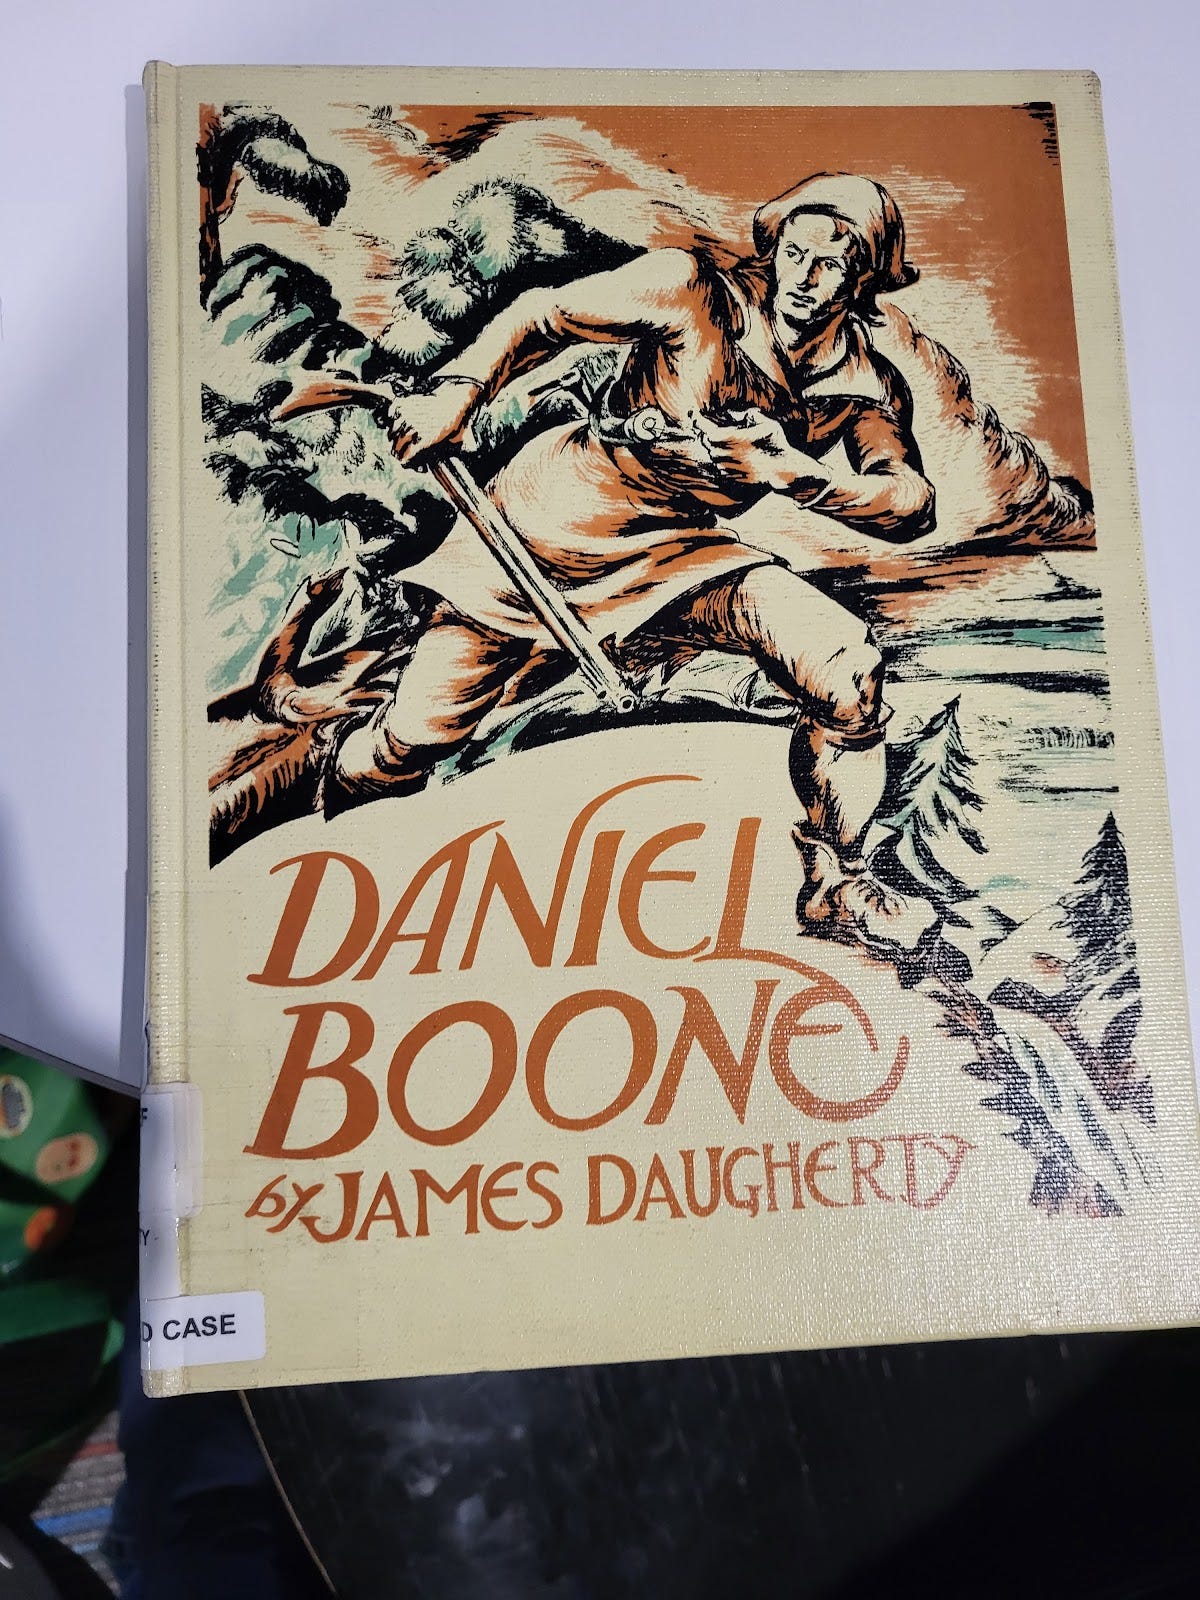 DANIEL
BOONE
by JAMES DAUGHERTY
F
Y
D CASE